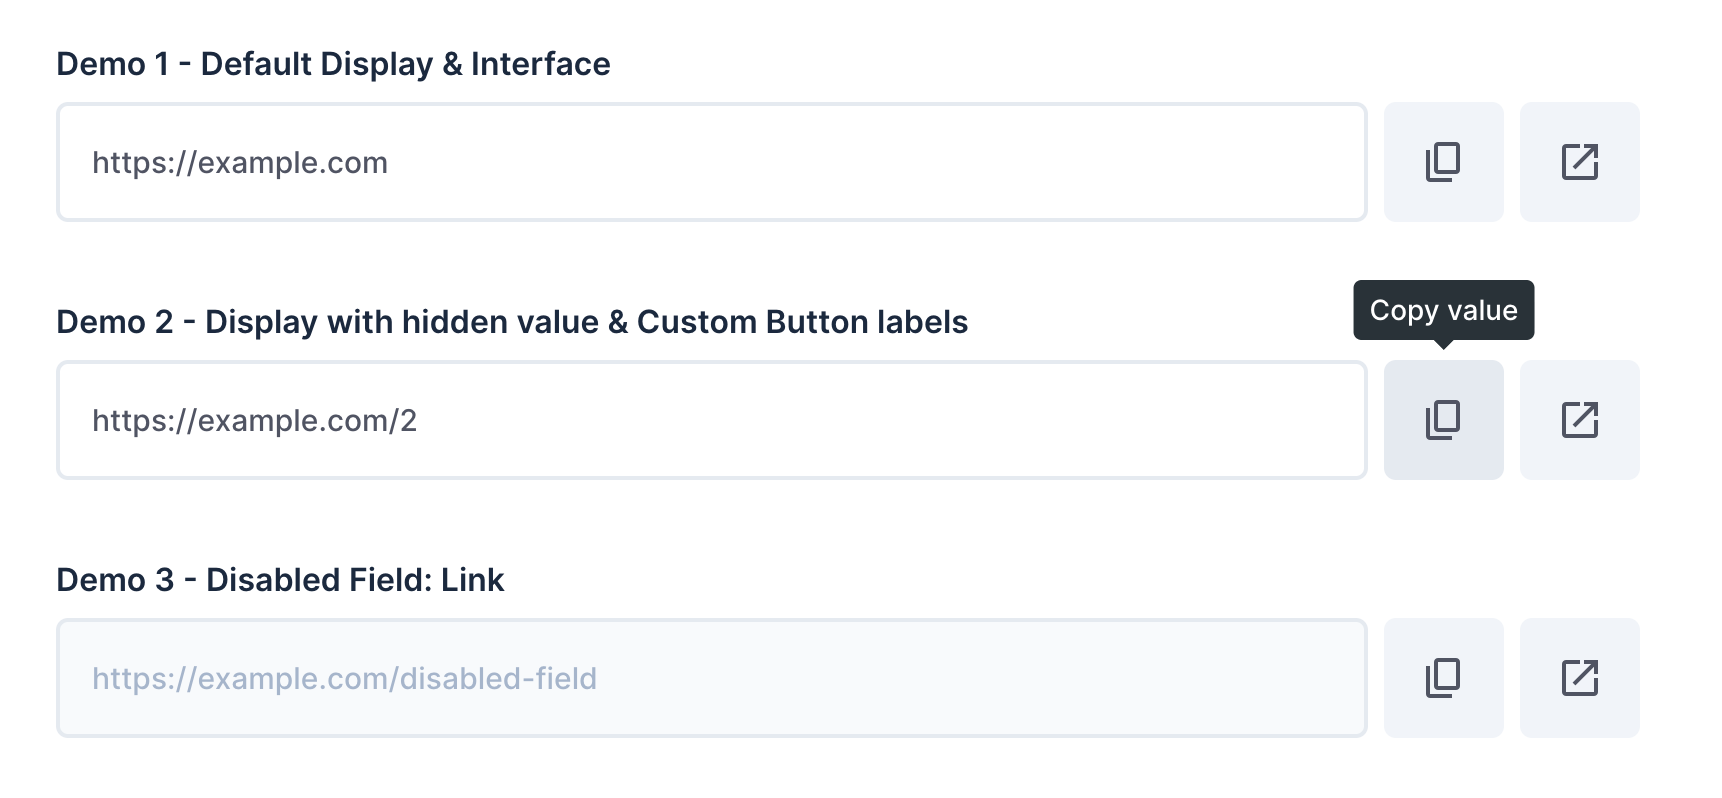 Demo 1 - Default Display & Interface
https://example.com
Copy value
Demo 2 - Display with hidden value & Custom Button labels
https://example.com/2
Demo 3 - Disabled Field: Link
https://example.com/disabled-field